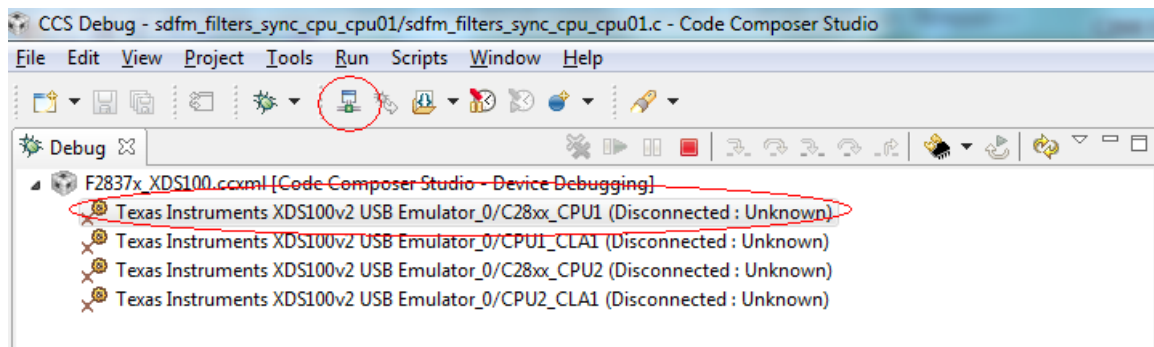 CCS Debug - sdfm_filters_sync_cpu_cpu01/sdfm_filters_sync_cpu_cpu01.c - Code Composer Studio
File Edit View Project Tools Run Scripts Window Help
Debug
F2837x_XDS100.ccxml [Code Composer Studio - Device Debugging]
Texas Instruments XDS100v2 USB Emulator_0/C28xx_CPU1 (Disconnected : Unknown)
Texas Instruments XDS100v2 USB Emulator_0/CPU1_CLA1 (Disconnected : Unknown)
Texas Instruments XDS100v2 USB Emulator_0/C28xx_CPU2 (Disconnected : Unknown)
Texas Instruments XDS100v2 USB Emulator_0/CPU2_CLA1 (Disconnected : Unknown)